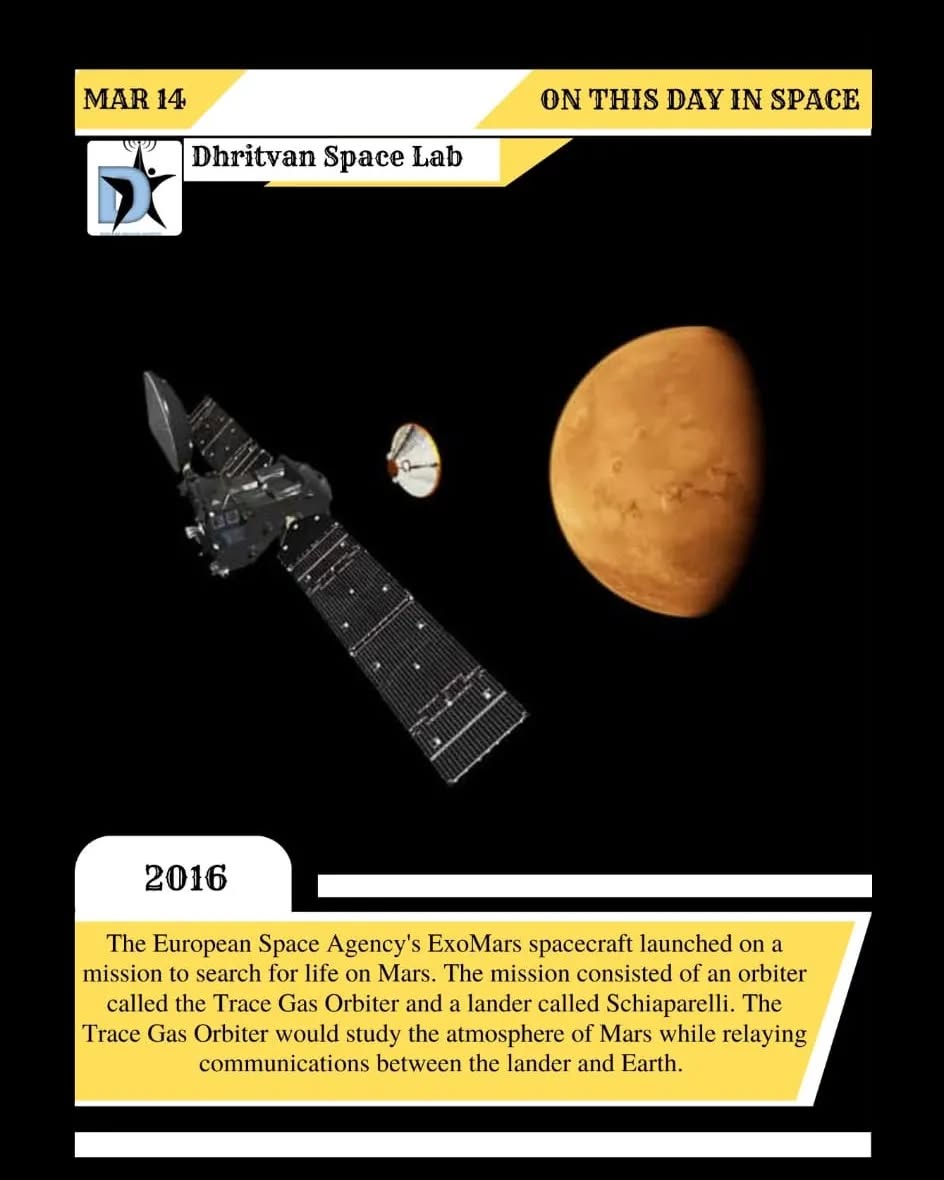 MAR 14
ON THIS DAY IN SPACE
Dhritvan Space Lab
D
2016
The European Space Agency's ExoMars spacecraft launched on a
mission to search for life on Mars. The mission consisted of an orbiter
called the Trace Gas Orbiter and a lander called Schiaparelli. The
Trace Gas Orbiter would study the atmosphere of Mars while relaying
communications between the lander and Earth.